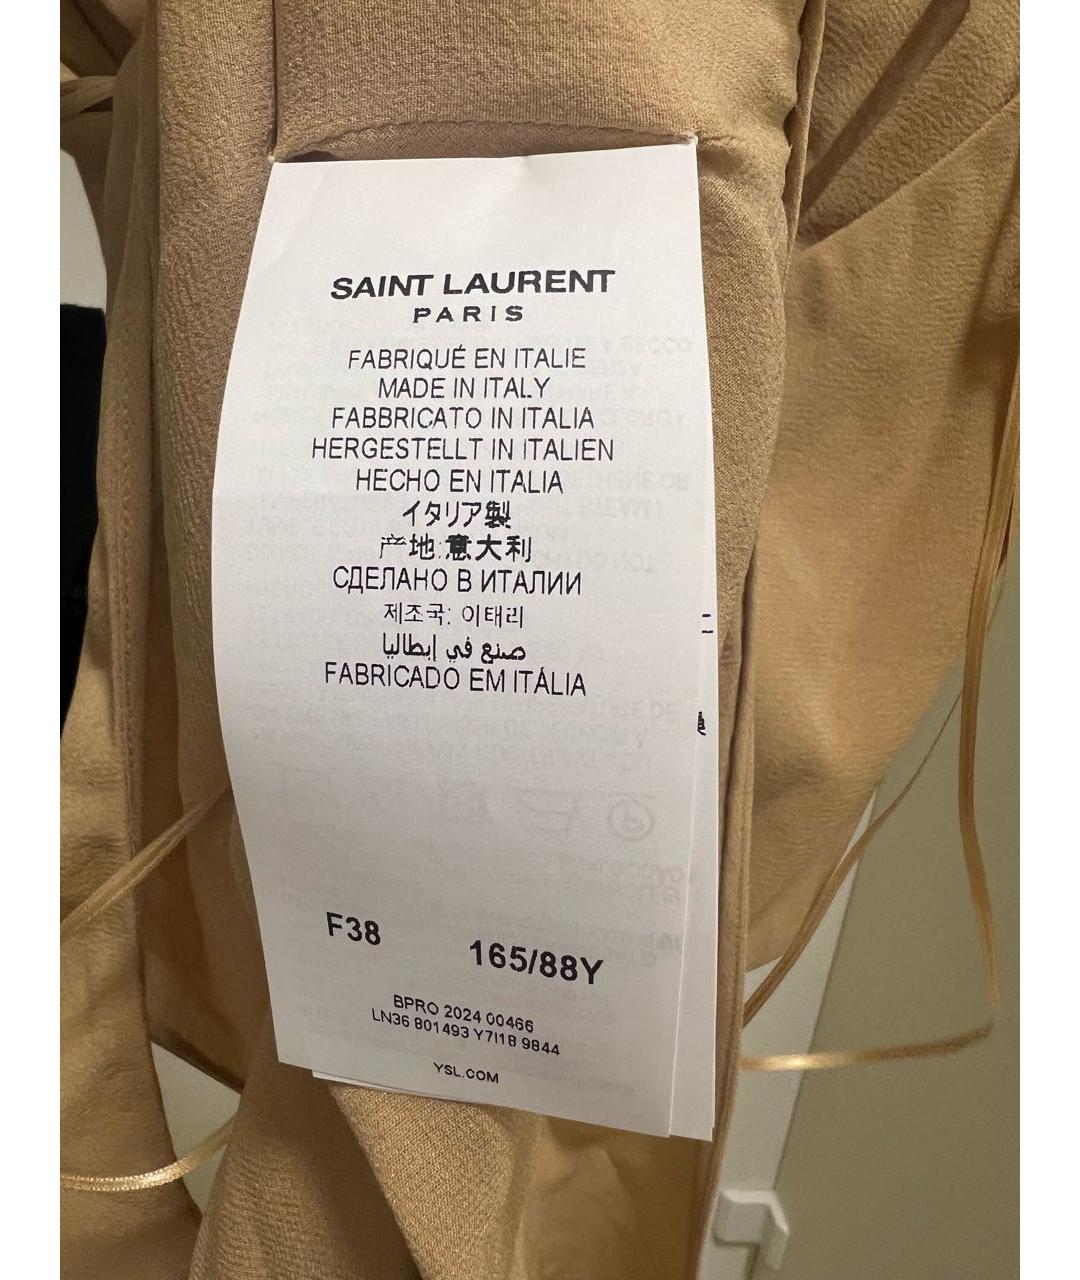 SAINT LAURENT
PARIS
FABRIQUÉ EN ITALIE
MADE IN ITALY
FABBRICATO IN ITALIA
HERGESTELLT IN ITALIEN
HECHO EN ITALIA
イタリア製
产地:意大利
СДЕЛАНО В ИТАЛИИ
제조국: 이태리
صنع في إيطاليا
FABRICADO EM ITÁLIA
F38 165/88Y
BPRO 2024 00466
LN36 801493 Y7I18 9844
YSL.COM